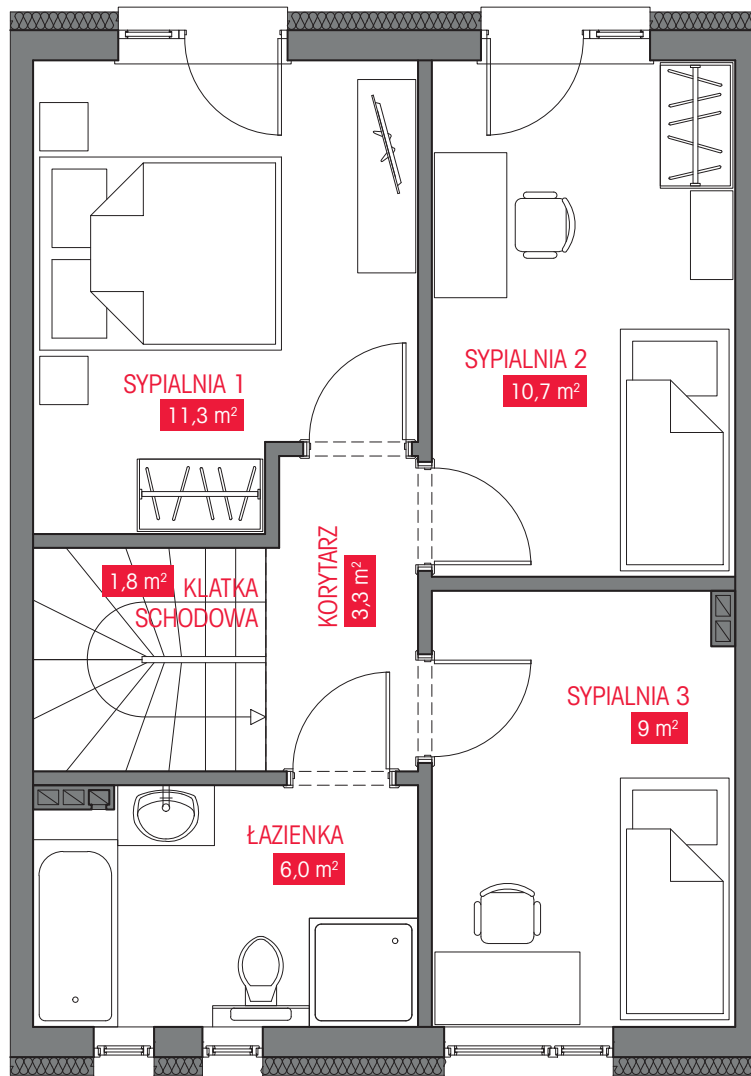 SYPIALNIA 1
11,3 m²
SYPIALNIA 2
10,7 m²
1,8 m² KLATKA
SCHODOWA
KORYTARZ
3,3 m²
SYPIALNIA 3
9 m²
ŁAZIENKA
6,0 m²